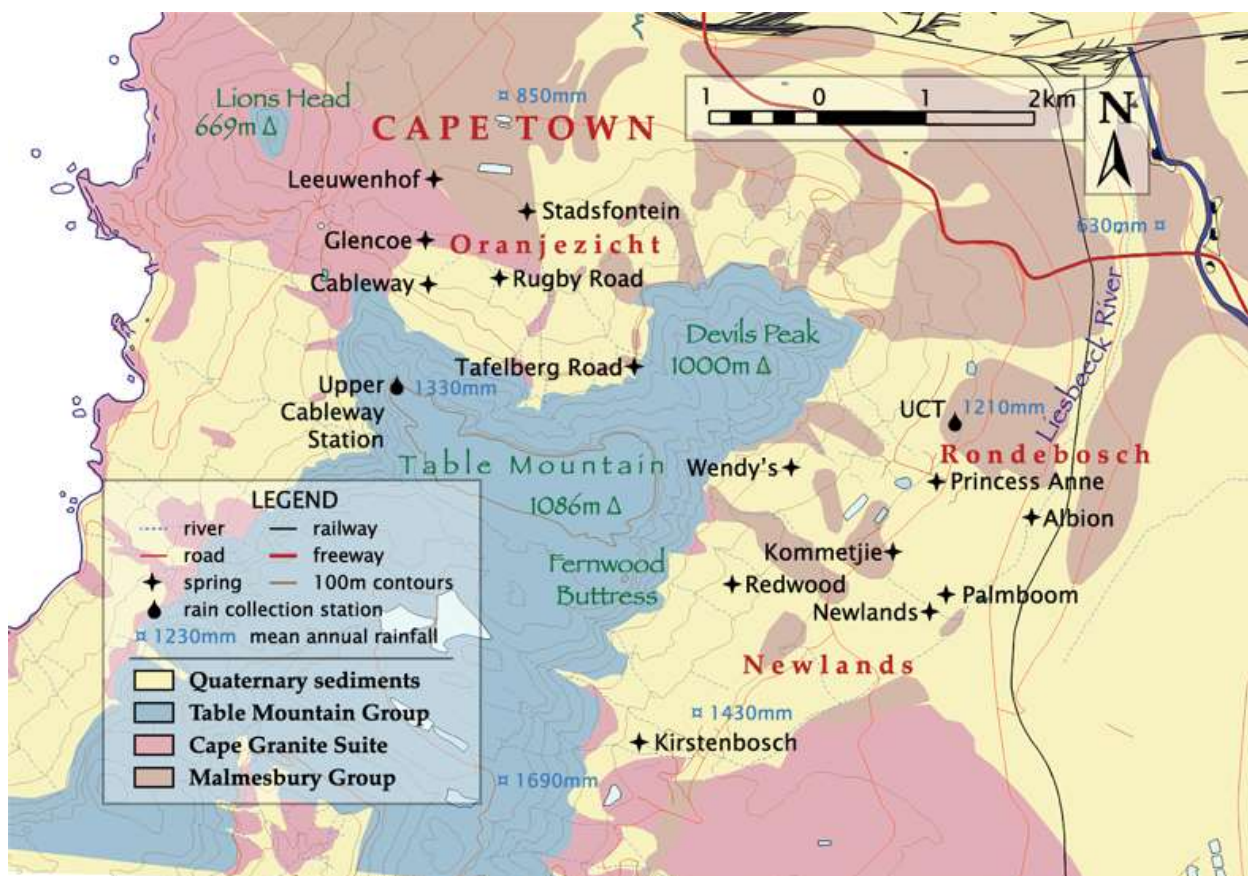 Lions Head
669m Δ
¤ 850mm
CAPE TOWN
1 0 1 2km
N
Leeuwenhof
Stadsfontein
630mm ¤
Glencoe
Oranjezicht
Cableway
Rugby Road
Liesbeck River
Devils Peak
1000m Δ
Tafelberg Road
Upper
Cableway
Station
1330mm
UCT
1210mm
Rondebosch
Table Mountain
1086m Δ
Wendy's
Princess Anne
Albion
Kommetjie
Fernwood
Buttress
Redwood
Palmboom
Newlands
Newlands
¤ 1430mm
Kirstenbosch
¤ 1690mm
LEGEND
river
railway
road
freeway
spring
100m contours
rain collection station
¤ 1230mm mean annual rainfall
Quaternary sediments
Table Mountain Group
Cape Granite Suite
Malmesbury Group